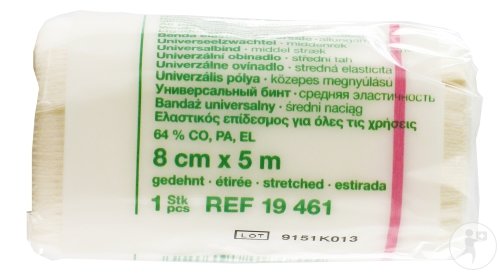 Universeelzwachtel · middenrek
Universalbind · middel stræk
Univerzální obinadlo · střední tah
Univerzálne ovínadlo · stredná elasticita
Univerzális pólya · közepes megnyúlású
Универсальный бинт · средняя эластичность
Bandaż uniwersalny · średni naciąg
Ελαστικός επίδεσμος για όλες τις χρήσεις
64 % CO, PA, EL
8 cm x 5 m
gedehnt · étirée · stretched · estirada
1 Stk pcs REF 19 461
LOT 9151K013